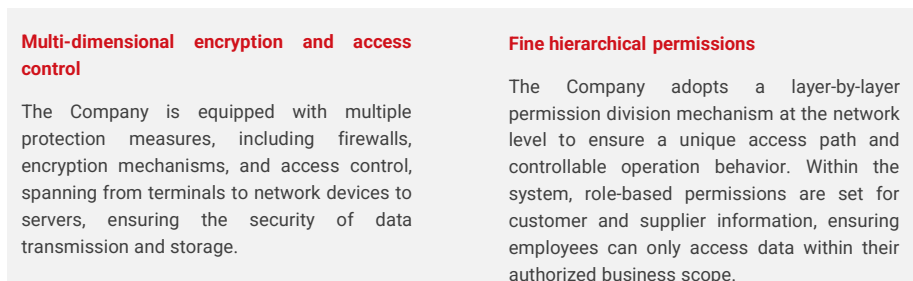 Multi-dimensional encryption and access
control
The Company is equipped with multiple
protection measures, including firewalls,
encryption mechanisms, and access control,
spanning from terminals to network devices to
servers, ensuring the security of data
transmission and storage.
Fine hierarchical permissions
The Company adopts a layer-by-layer
permission division mechanism at the network
level to ensure a unique access path and
controllable operation behavior. Within the
system, role-based permissions are set for
customer and supplier information, ensuring
employees can only access data within their
authorized business scope.